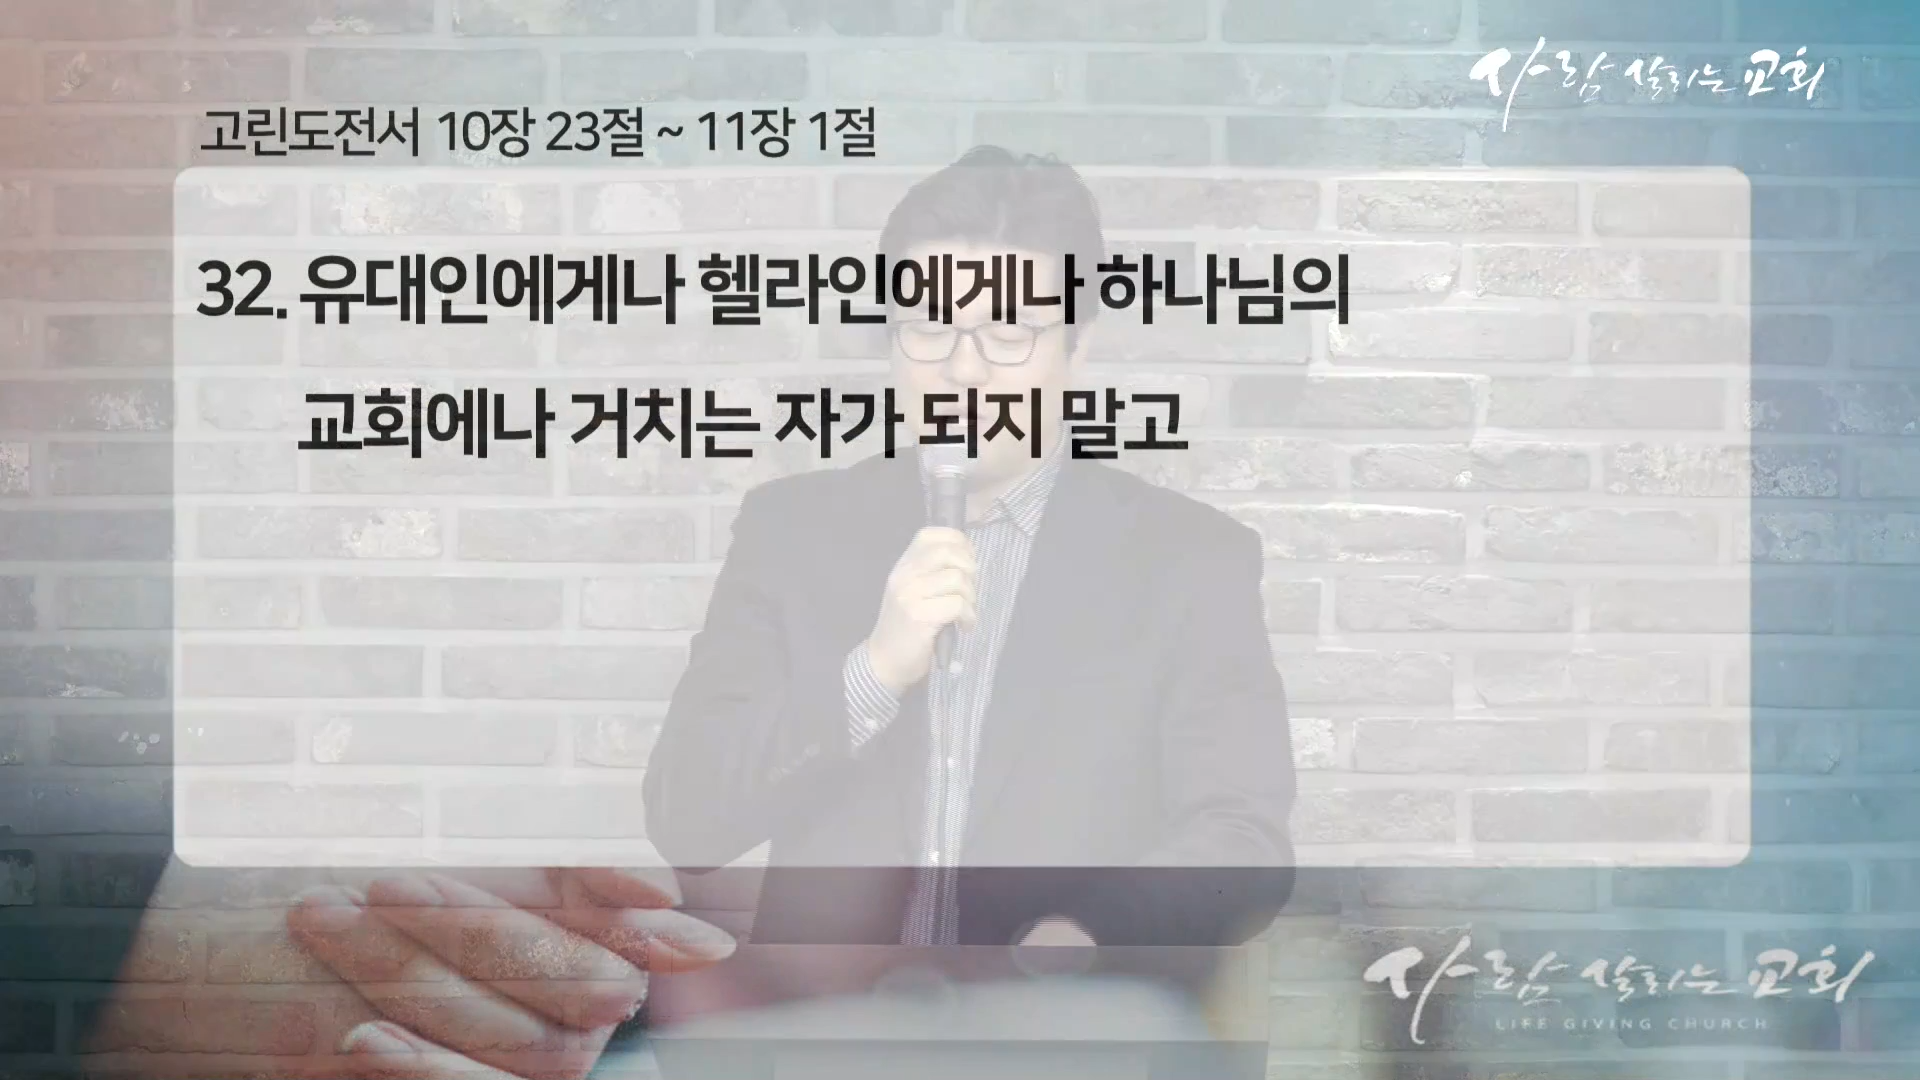 사람 살리는 교회
고린도전서 10장 23절 ~ 11장 1절
32. 유대인에게나 헬라인에게나 하나님의
교회에나 거치는 자가 되지 말고
사람 살리는 교회
LIFE GIVING CHURCH